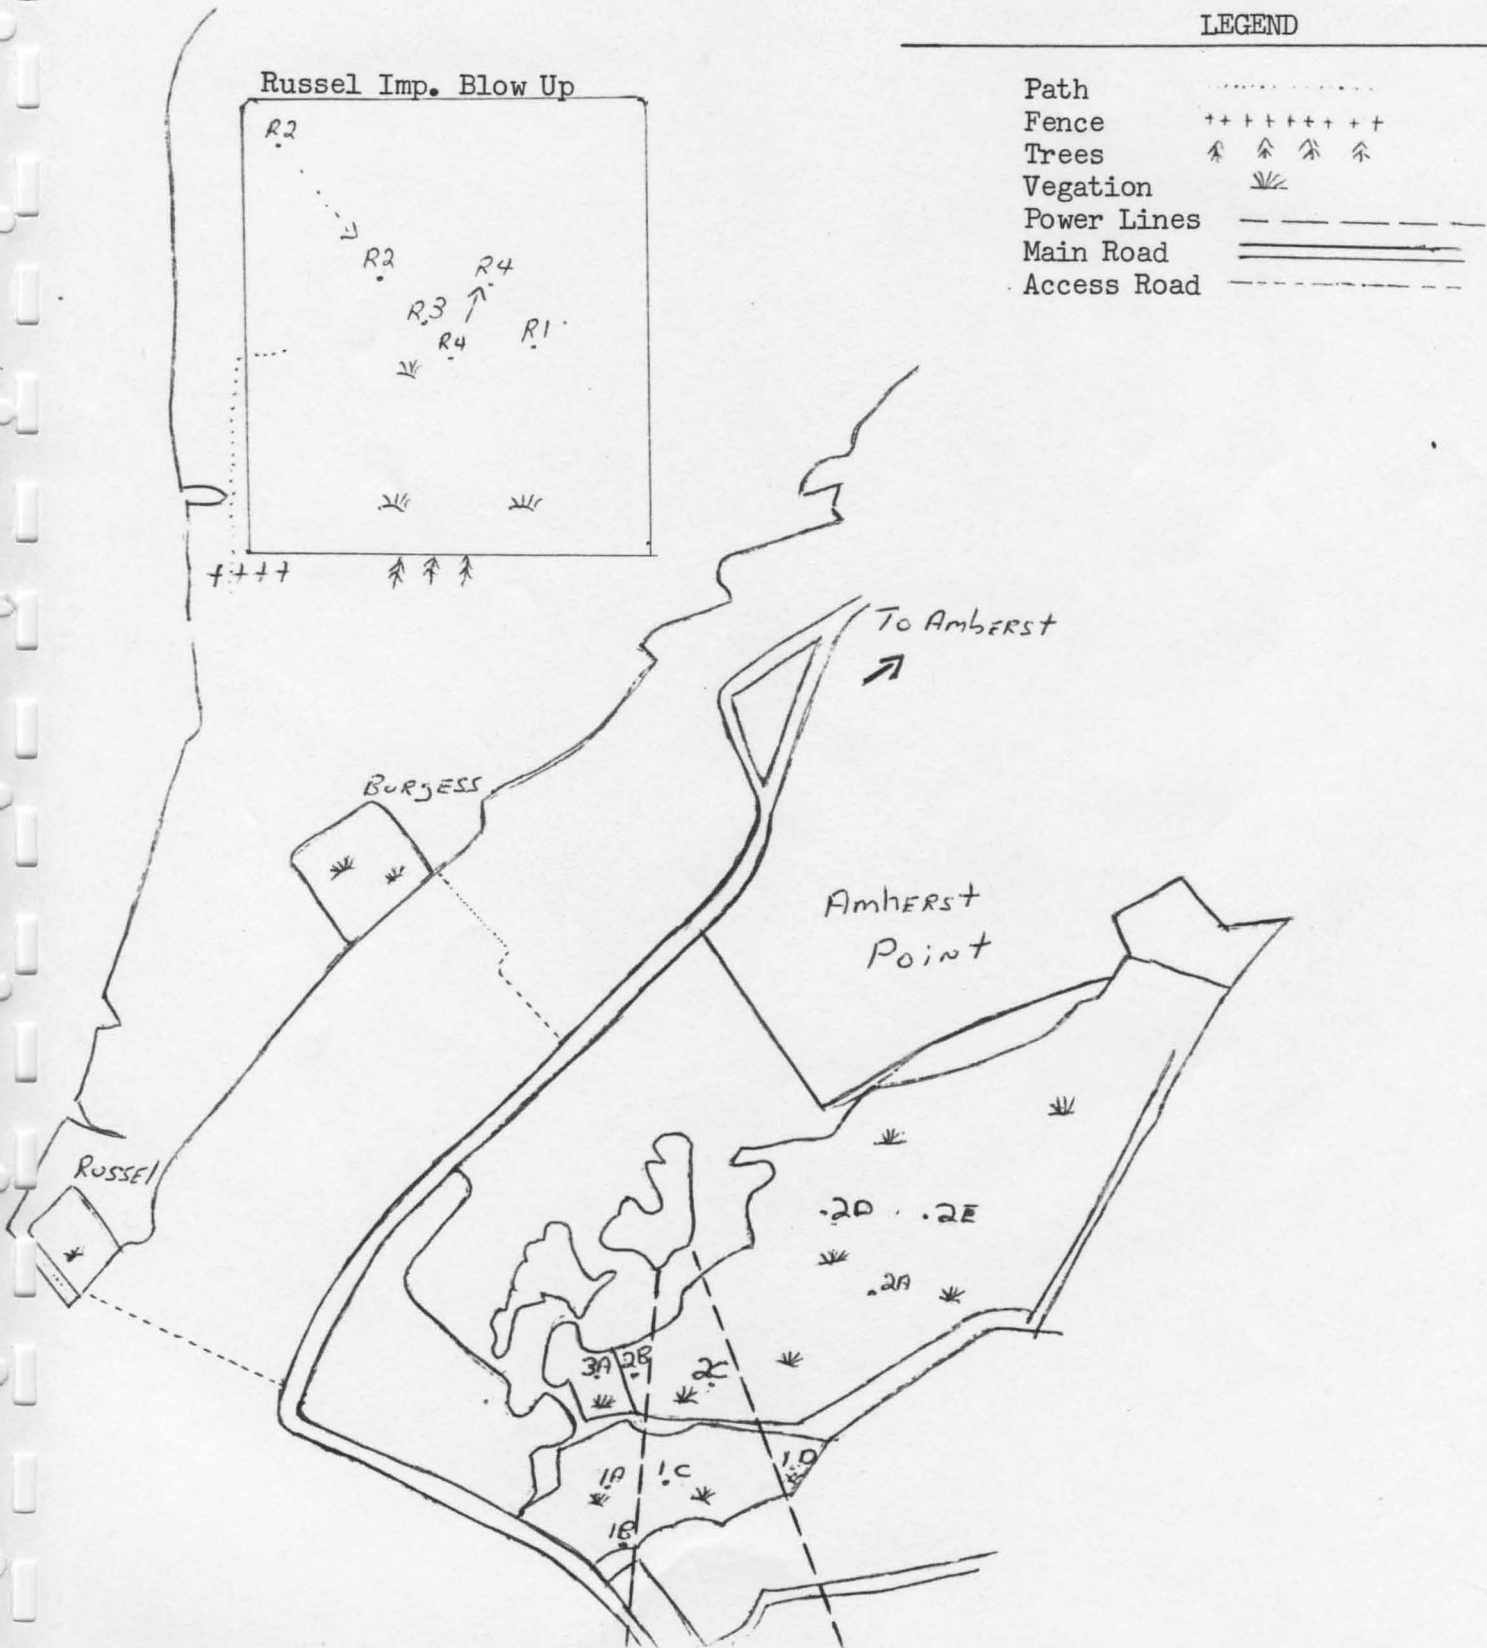 LEGEND
Path
Fence
Trees
Vegation
Power Lines
Main Road
Access Road
Russel Imp. Blow Up
R2
R2
R4
R3
R1
R4
To Amherst
Burgess
Amherst
Point
Russel
.2D .2E
.2A
3A 2B 2C
1D
1A 1C
1B